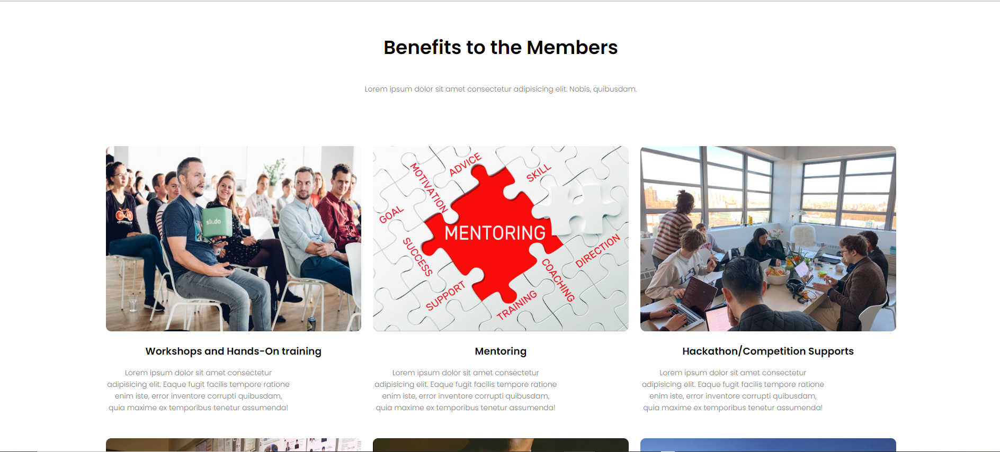 Benefits to the Members
Lorem ipsum dolor sit amet consectetur adipisicing elit. Nobis, quibusdam.
sli.do
MOTIVATION
ADVICE
SKILL
GOAL
MENTORING
SUCCESS
DIRECTION
COACHING
SUPPORT
TRAINING
Workshops and Hands-On training
Lorem ipsum dolor sit amet consectetur
adipisicing elit. Eaque fugit facilis tempore ratione
enim iste, error inventore corrupti quibusdam,
quia maxime ex temporibus tenetur assumenda!
Mentoring
Lorem ipsum dolor sit amet consectetur
adipisicing elit. Eaque fugit facilis tempore ratione
enim iste, error inventore corrupti quibusdam,
quia maxime ex temporibus tenetur assumenda!
Hackathon/Competition Supports
Lorem ipsum dolor sit amet consectetur
adipisicing elit. Eaque fugit facilis tempore ratione
enim iste, error inventore corrupti quibusdam,
quia maxime ex temporibus tenetur assumenda!